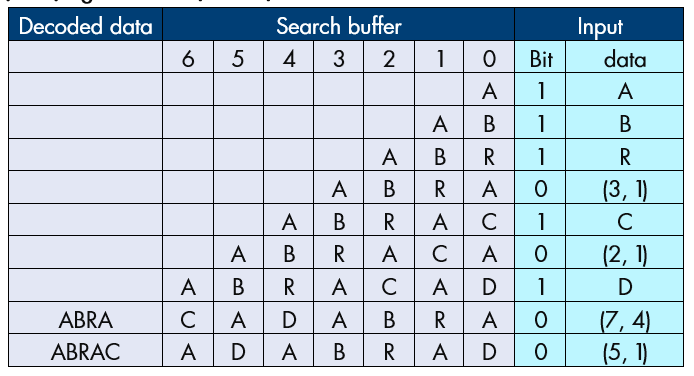 Decoded data Search buffer Input
6 5 4 3 2 1 0 Bit data
A 1 A
A B 1 B
A B R 1 R
A B R A 0 (3, 1)
A B R A C 1 C
A B R A C A 0 (2, 1)
A B R A C A D 1 D
ABRA C A D A B R A 0 (7, 4)
ABRAC A D A B R A D 0 (5, 1)